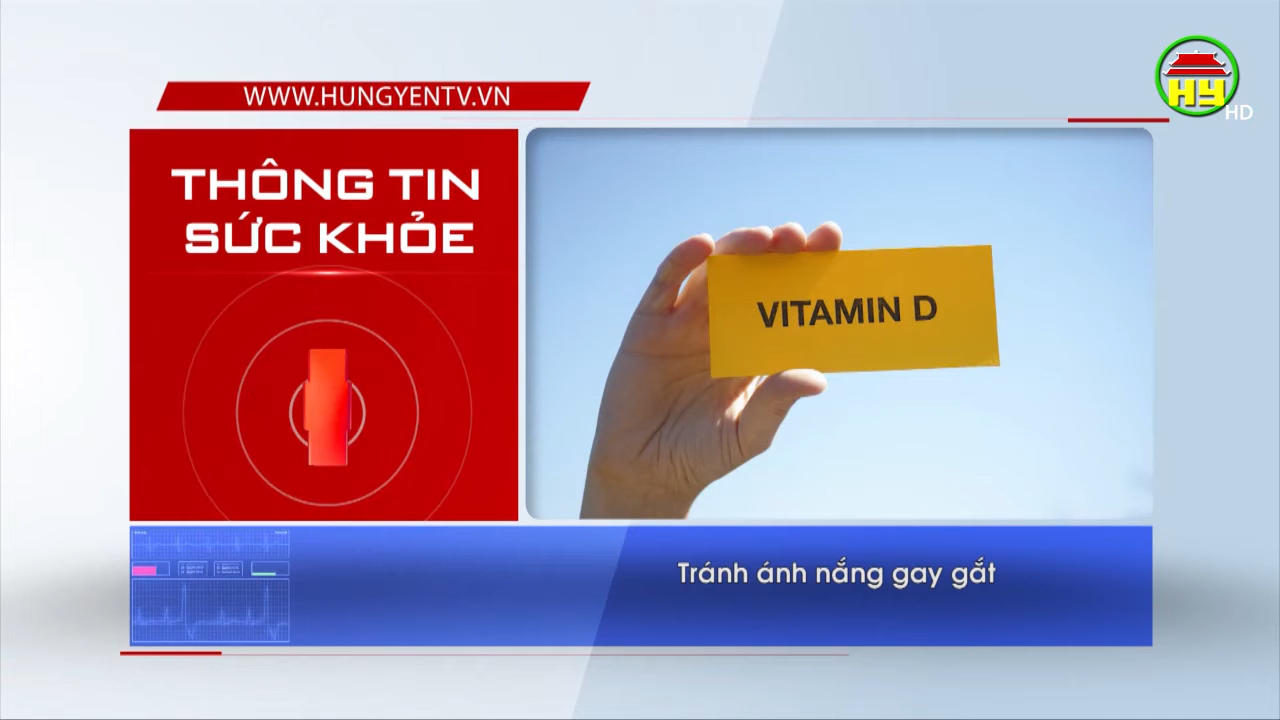 WWW.HUNGYENTV.VN
HY
HD
THÔNG TIN
SỨC KHỎE
VITAMIN D
Tránh ánh nắng gay gắt